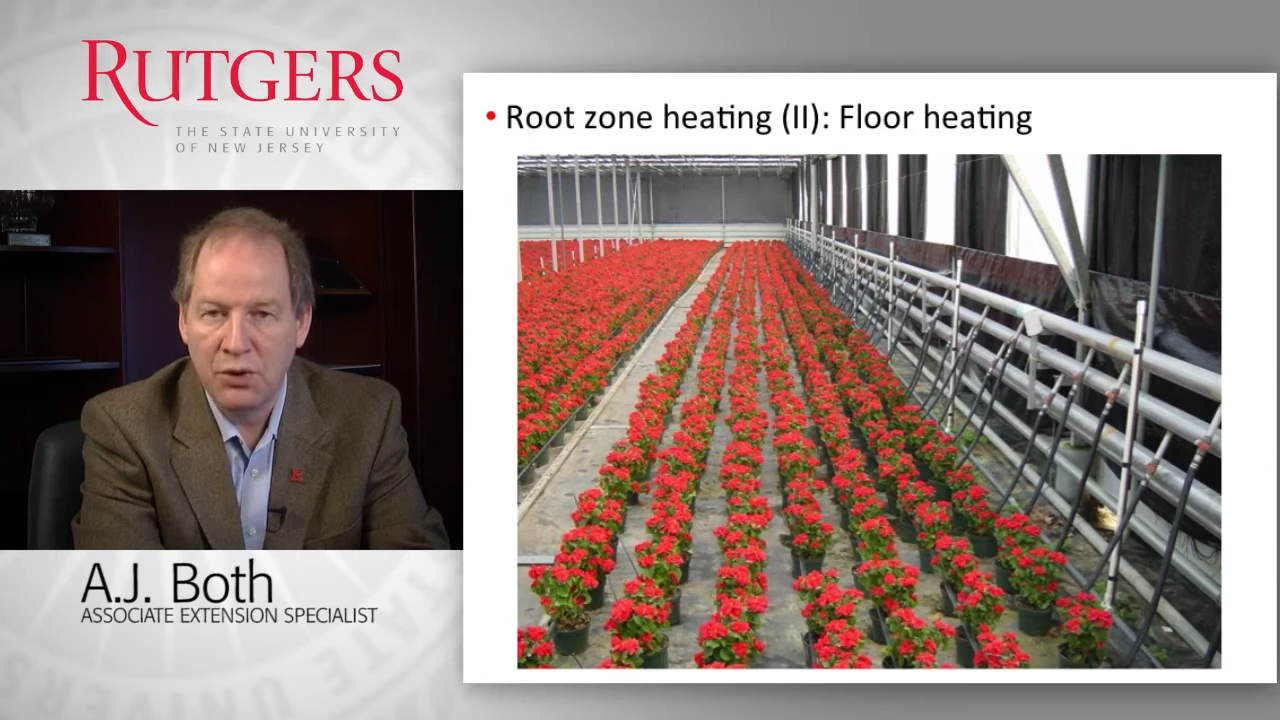 RUTGERS
THE STATE UNIVERSITY
OF NEW JERSEY
• Root zone heating (II): Floor heating
A.J. Both
ASSOCIATE EXTENSION SPECIALIST